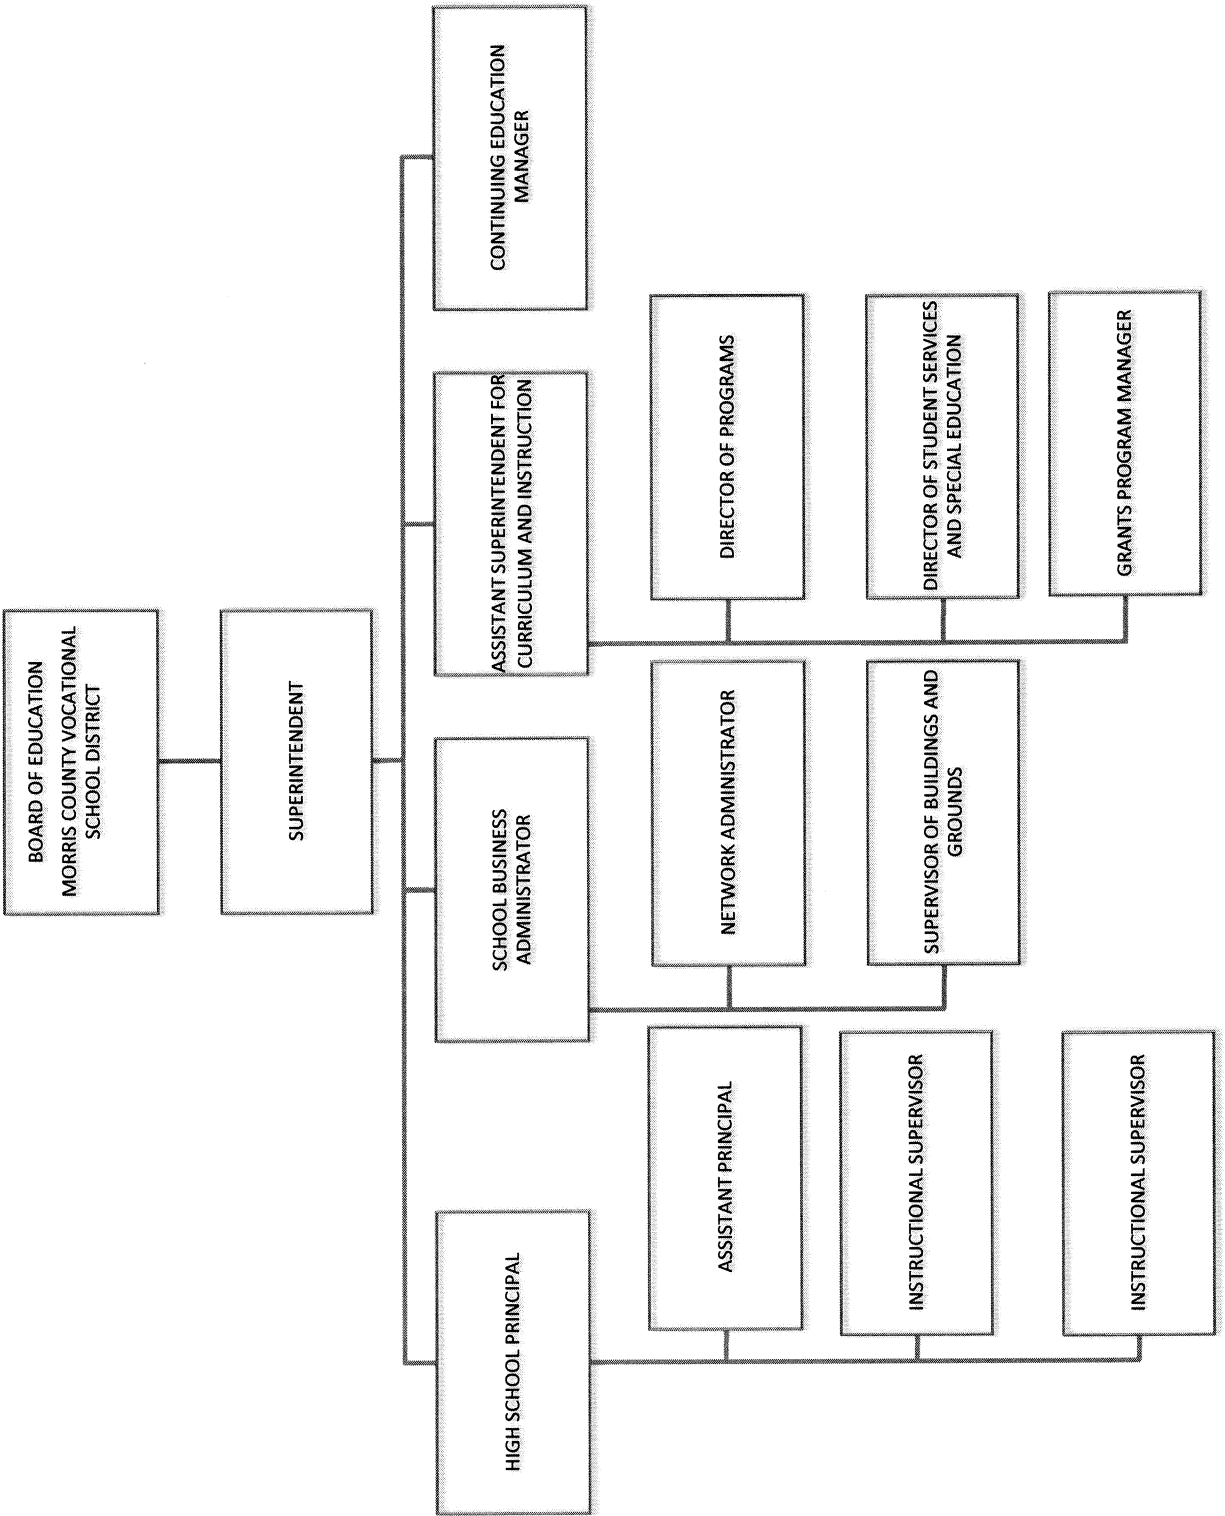 BOARD OF EDUCATION
MORRIS COUNTY VOCATIONAL
SCHOOL DISTRICT
SUPERINTENDENT
HIGH SCHOOL PRINCIPAL
SCHOOL BUSINESS
ADMINISTRATOR
ASSISTANT SUPERINTENDENT FOR
CURRICULUM AND INSTRUCTION
CONTINUING EDUCATION
MANAGER
ASSISTANT PRINCIPAL
INSTRUCTIONAL SUPERVISOR
INSTRUCTIONAL SUPERVISOR
NETWORK ADMINISTRATOR
SUPERVISOR OF BUILDINGS AND
GROUNDS
DIRECTOR OF PROGRAMS
DIRECTOR OF STUDENT SERVICES
AND SPECIAL EDUCATION
GRANTS PROGRAM MANAGER